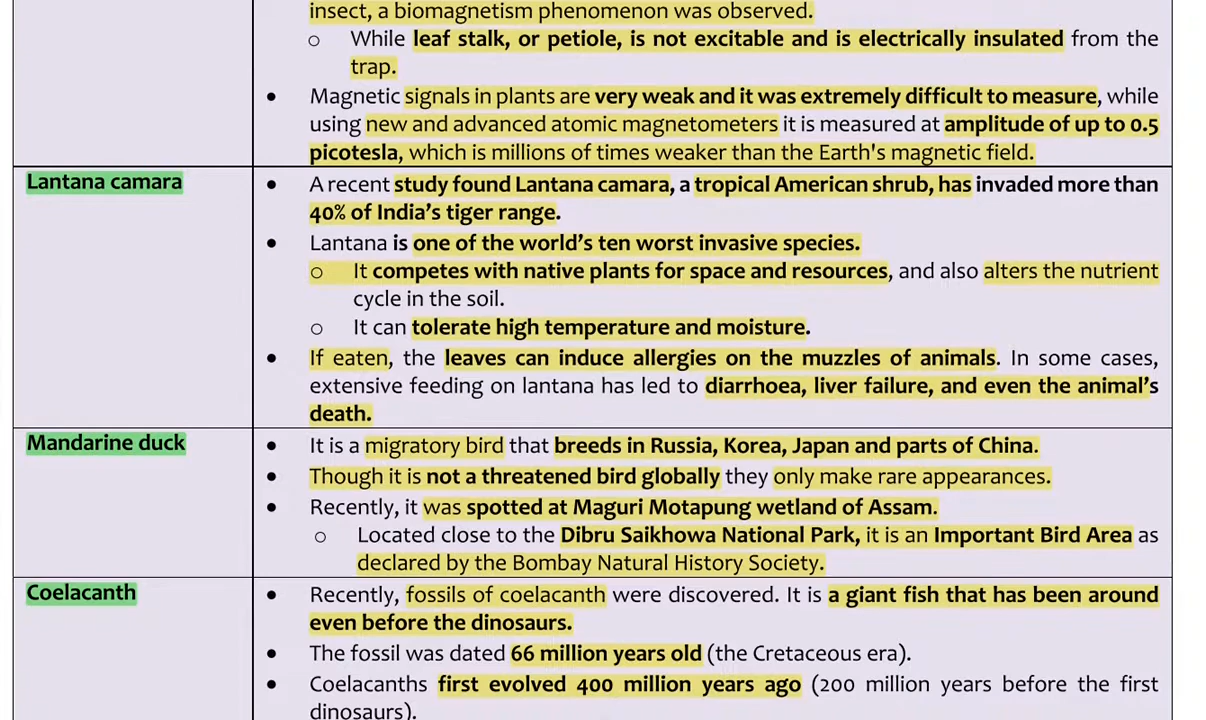 insect, a biomagnetism phenomenon was observed.
o While leaf stalk, or petiole, is not excitable and is electrically insulated from the
trap.
• Magnetic signals in plants are very weak and it was extremely difficult to measure, while
using new and advanced atomic magnetometers it is measured at amplitude of up to 0.5
picotesla, which is millions of times weaker than the Earth's magnetic field.
Lantana camara
• A recent study found Lantana camara, a tropical American shrub, has invaded more than
40% of India's tiger range.
• Lantana is one of the world's ten worst invasive species.
o It competes with native plants for space and resources, and also alters the nutrient
cycle in the soil.
o It can tolerate high temperature and moisture.
• If eaten, the leaves can induce allergies on the muzzles of animals. In some cases,
extensive feeding on lantana has led to diarrhoea, liver failure, and even the animal's
death.
Mandarine duck
• It is a migratory bird that breeds in Russia, Korea, Japan and parts of China.
• Though it is not a threatened bird globally they only make rare appearances.
• Recently, it was spotted at Maguri Motapung wetland of Assam.
o Located close to the Dibru Saikhowa National Park, it is an Important Bird Area as
declared by the Bombay Natural History Society.
Coelacanth
• Recently, fossils of coelacanth were discovered. It is a giant fish that has been around
even before the dinosaurs.
• The fossil was dated 66 million years old (the Cretaceous era).
• Coelacanths first evolved 400 million years ago (200 million years before the first
dinosaurs).